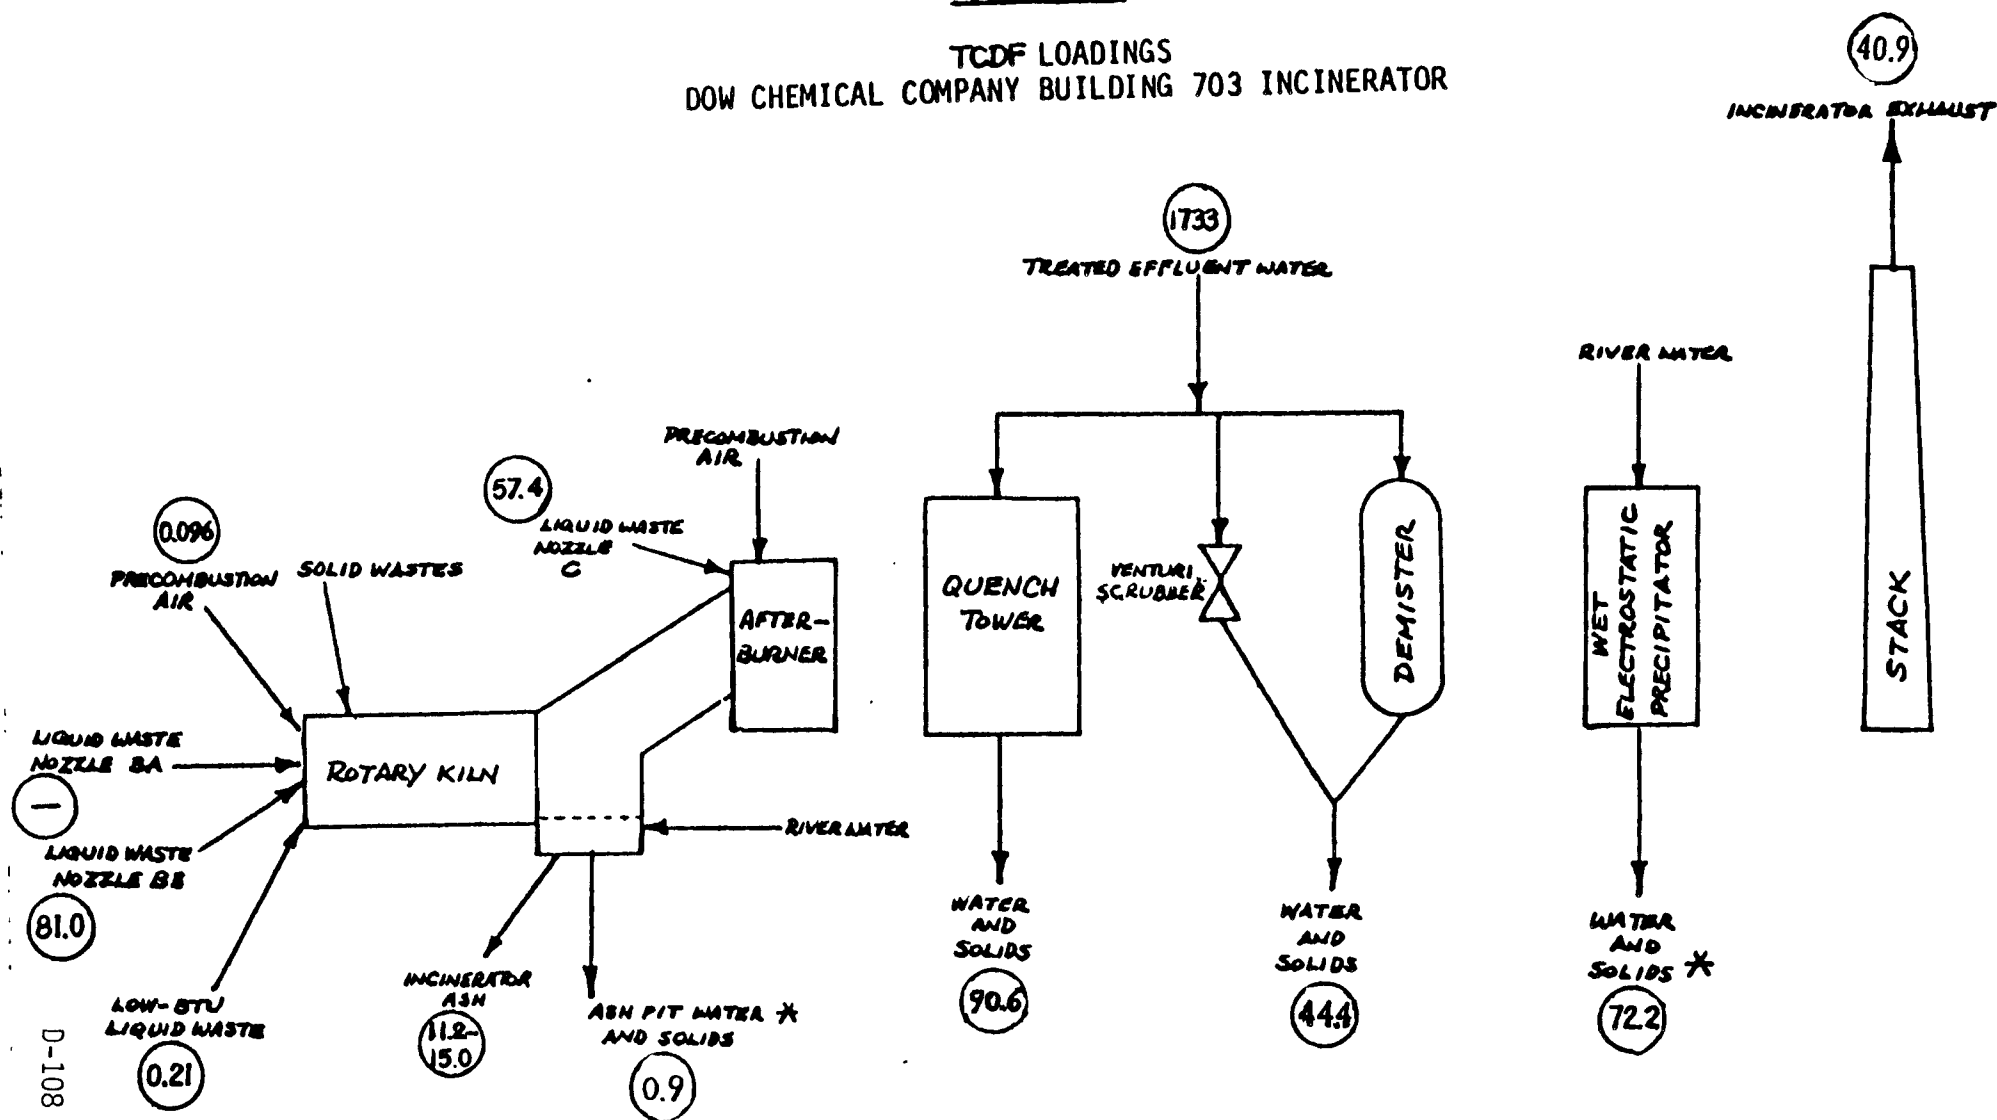 TCDF LOADINGS
DOW CHEMICAL COMPANY BUILDING 703 INCINERATOR
40.9
INCINERATOR EXHAUST
1733
TREATED EFFLUENT WATER
RIVER WATER
PRECOMBUSTION
AIR
57.4
LIQUID WASTE
NOZZLE
C
0.096
PRECOMBUSTION
AIR
SOLID WASTES
AFTER-
BURNER
QUENCH
TOWER
VENTURI
SCRUBBER
DEMISTER
WET
ELECTROSTATIC
PRECIPITATOR
STACK
LIQUID WASTE
NOZZLE BA
—
ROTARY KILN
RIVER WATER
LIQUID WASTE
NOZZLE BB
81.0
LOW-BTU
LIQUID WASTE
0.21
INCINERATOR
ASH
11.2-
15.0
ASH PIT WATER *
AND SOLIDS
0.9
WATER
AND
SOLIDS
90.6
WATER
AND
SOLIDS
44.4
WATER
AND
SOLIDS *
72.2
D-108